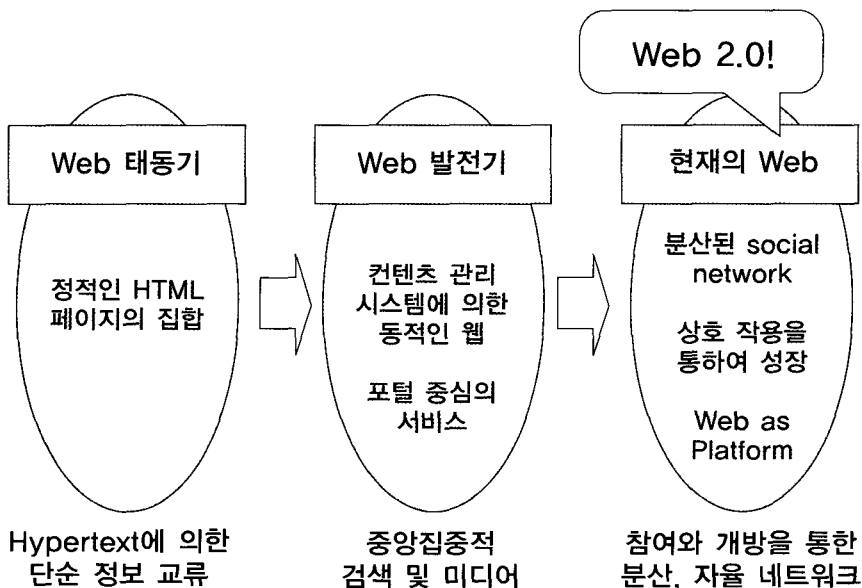 Web 2.0!
Web 태동기
정적인 HTML
페이지의 집합
Hypertext에 의한
단순 정보 교류
Web 발전기
컨텐츠 관리
시스템에 의한
동적인 웹
포털 중심의
서비스
중앙집중적
검색 및 미디어
현재의 Web
분산된 social
network
상호 작용을
통하여 성장
Web as
Platform
참여와 개방을 통한
분산, 자율 네트워크